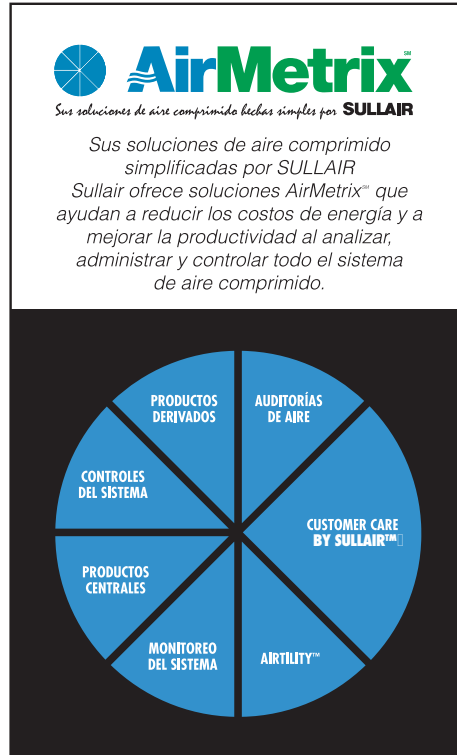 AirMetrix℠
Sus soluciones de aire comprimido hechas simples por SULLAIR
Sus soluciones de aire comprimido
simplificadas por SULLAIR
Sullair ofrece soluciones AirMetrix℠ que
ayudan a reducir los costos de energía y a
mejorar la productividad al analizar,
administrar y controlar todo el sistema
de aire comprimido.
PRODUCTOS
DERIVADOS
AUDITORÍAS
DE AIRE
CONTROLES
DEL SISTEMA
CUSTOMER CARE
BY SULLAIR™
PRODUCTOS
CENTRALES
MONITOREO
DEL SISTEMA
AIRTILITY™